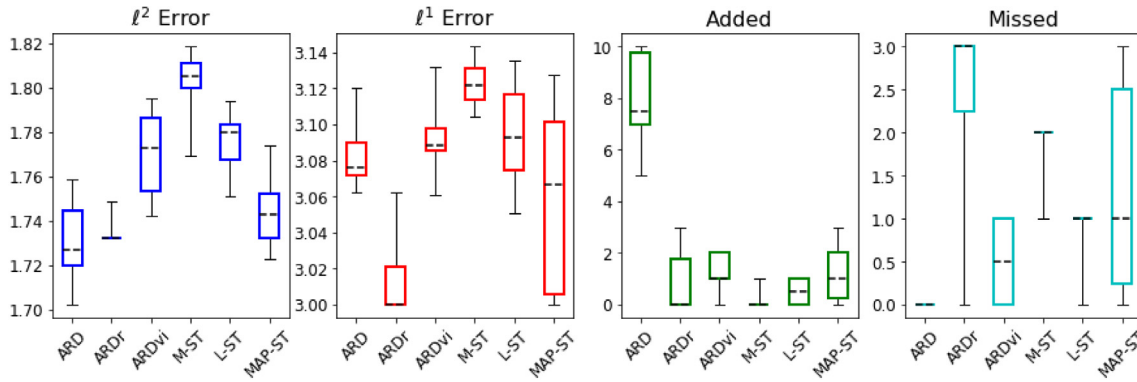 ℓ² Error
1.82
1.80
1.78
1.76
1.74
1.72
1.70
ARD
ARDr
ARDvi
M-ST
L-ST
MAP-ST
ℓ¹ Error
3.14
3.12
3.10
3.08
3.06
3.04
3.02
3.00
ARD
ARDr
ARDvi
M-ST
L-ST
MAP-ST
Added
10
8
6
4
2
0
ARD
ARDr
ARDvi
M-ST
L-ST
MAP-ST
Missed
3.0
2.5
2.0
1.5
1.0
0.5
0.0
ARD
ARDr
ARDvi
M-ST
L-ST
MAP-ST